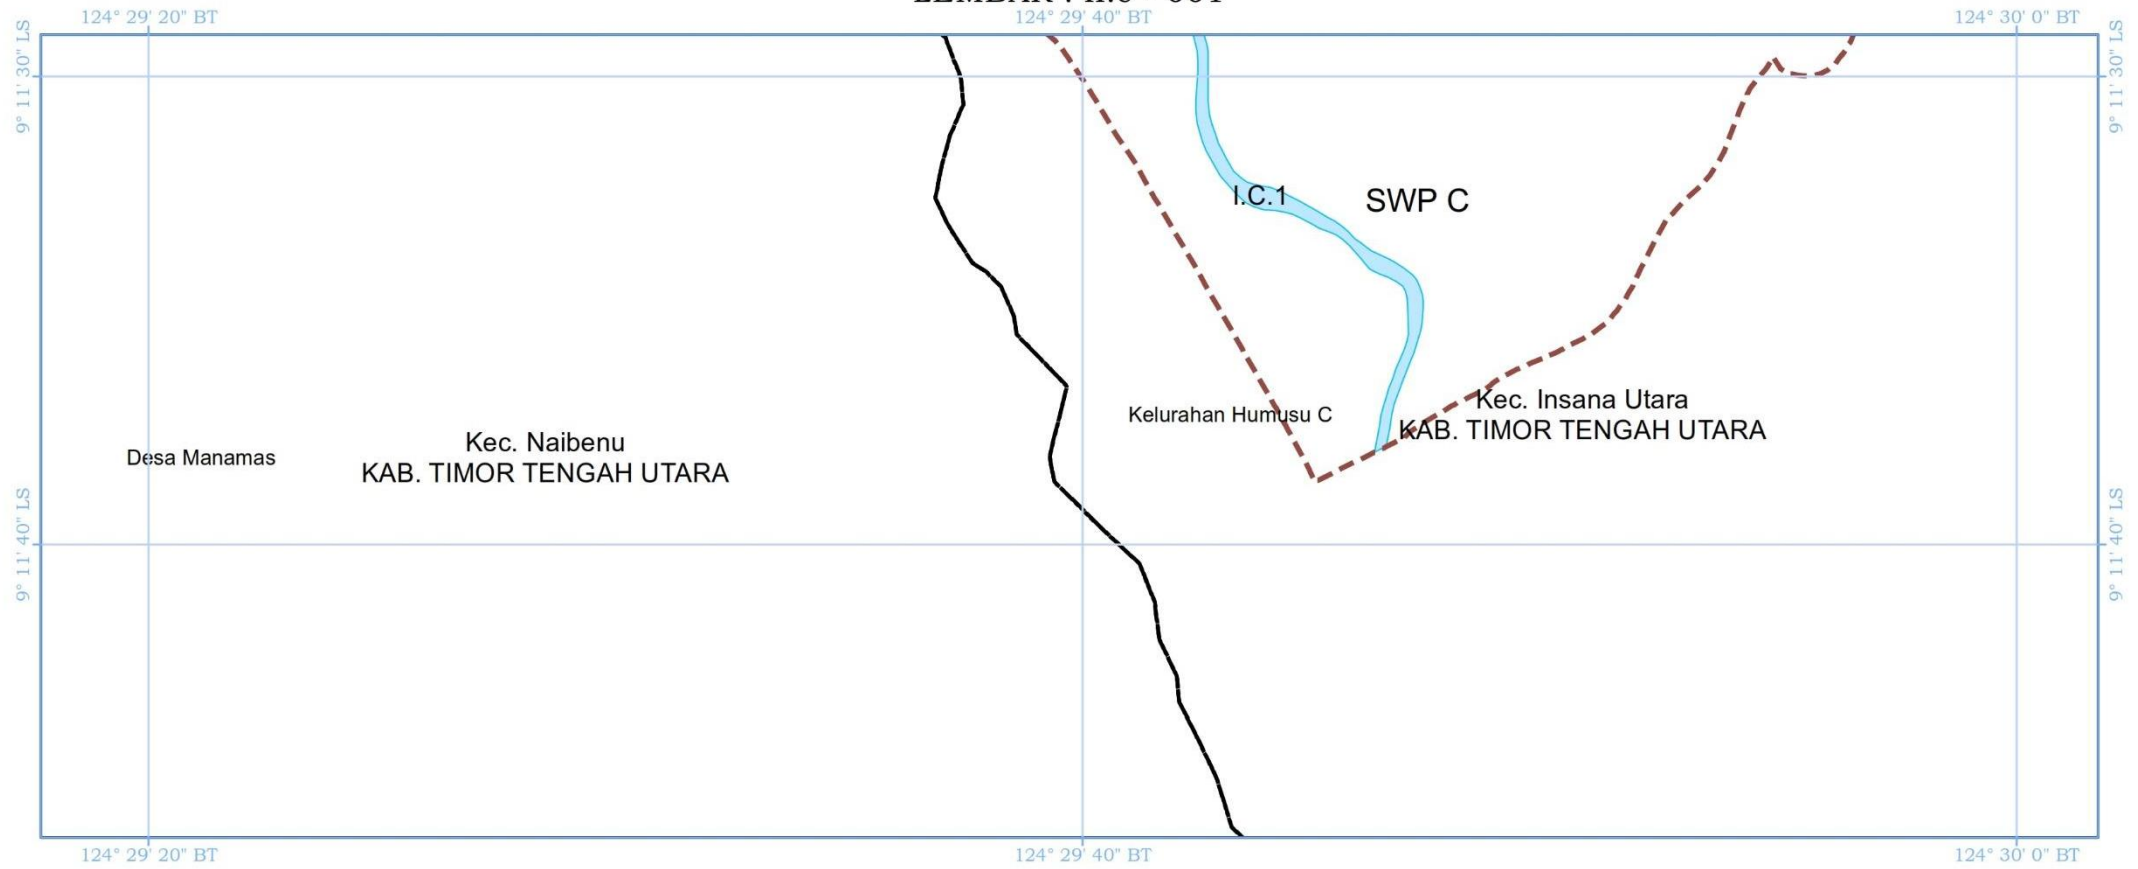 124° 29' 20" BT
124° 29' 40" BT
124° 30' 0" BT
9° 11' 30" LS
9° 11' 30" LS
I.C.1
SWP C
Kec. Insana Utara
KAB. TIMOR TENGAH UTARA
Kelurahan Humusu C
Kec. Naibenu
KAB. TIMOR TENGAH UTARA
Desa Manamas
9° 11' 40" LS
9° 11' 40" LS
124° 29' 20" BT
124° 29' 40" BT
124° 30' 0" BT